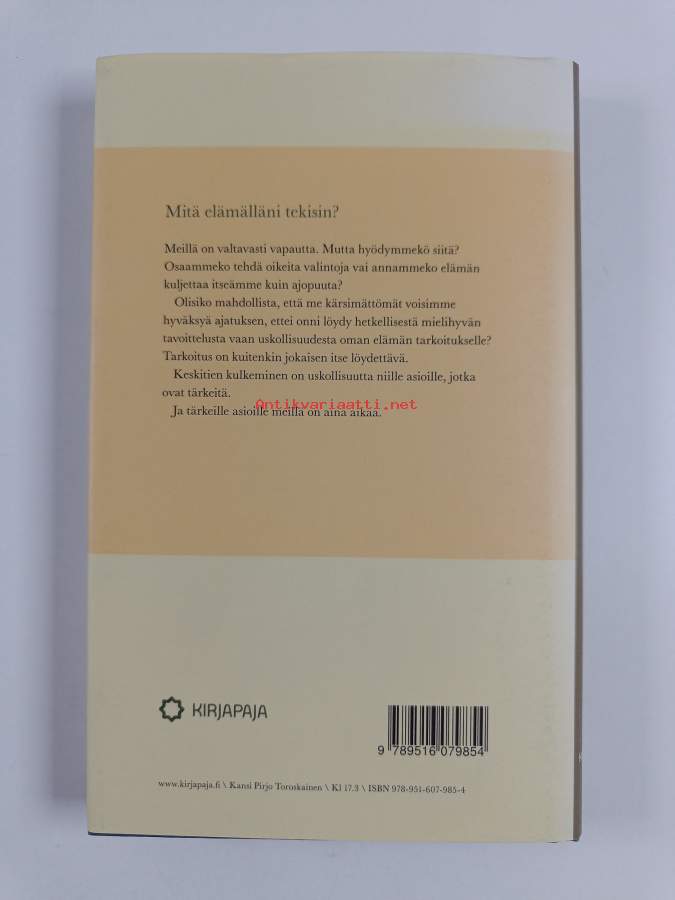 Mitä elämälläni tekisin?
Meillä on valtavasti vapautta. Mutta hyödymmekö siitä?
Osaammeko tehdä oikeita valintoja vai annammeko elämän
kuljettaa itseämme kuin ajopuuta?
Olisiko mahdollista, että me kärsimättömät voisimme
hyväksyä ajatuksen, ettei onni löydy hetkellisestä mielihyvän
tavoittelusta vaan uskollisuudesta oman elämän tarkoitukselle?
Tarkoitus on kuitenkin jokaisen itse löydettävä.
Keskitien kulkeminen on uskollisuutta niille asioille, jotka
ovat tärkeitä.
Antikvariaatti.net
Ja tärkeille asioille meillä on aina aikaa.
KIRJAPAJA
9 789516 079854
www.kirjapaja.fi \ Kansi Pirjo Toroskainen \ Kl 17.3 \ ISBN 978-951-607-985-4